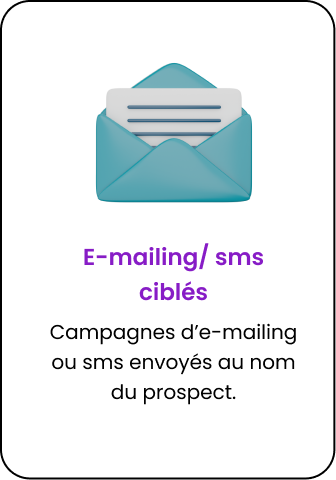 E-mailing/ sms
ciblés
Campagnes d’e-mailing
ou sms envoyés au nom
du prospect.